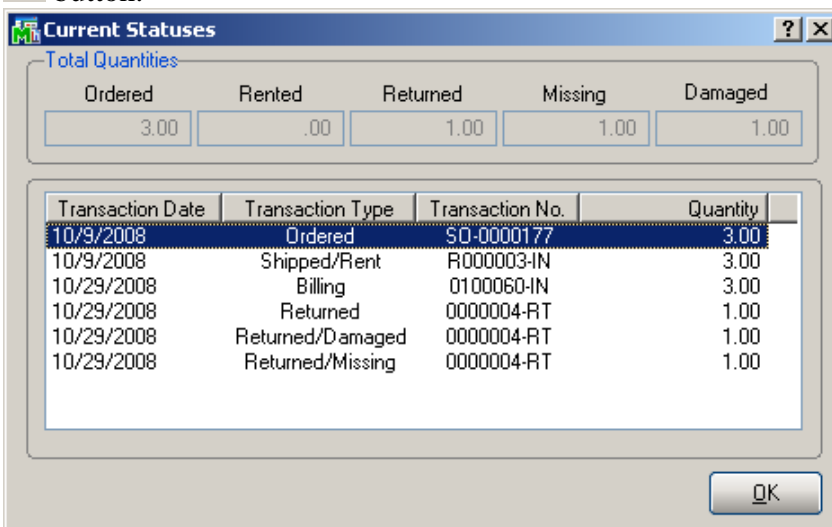 button.
Current Statuses
Total Quantities
Ordered Rented Returned Missing Damaged
3.00 .00 1.00 1.00 1.00
Transaction Date Transaction Type Transaction No. Quantity
10/9/2008 Ordered SO-0000177 3.00
10/9/2008 Shipped/Rent R000003-IN 3.00
10/29/2008 Billing 0100060-IN 3.00
10/29/2008 Returned 0000004-RT 1.00
10/29/2008 Returned/Damaged 0000004-RT 1.00
10/29/2008 Returned/Missing 0000004-RT 1.00
OK